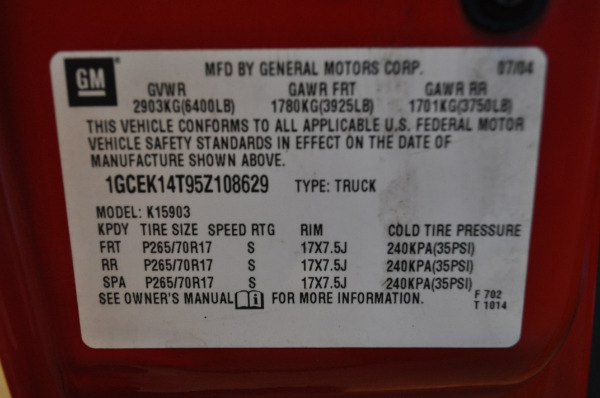 GM
MFD BY GENERAL MOTORS CORP. 07/04
GVWR GAWR FRT GAWR RR
2903KG(6400LB) 1780KG(3925LB) 1701KG(3750LB)
THIS VEHICLE CONFORMS TO ALL APPLICABLE U.S. FEDERAL MOTOR
VEHICLE SAFETY STANDARDS IN EFFECT ON THE DATE OF
MANUFACTURE SHOWN ABOVE.
1GCEK14T95Z108629 TYPE: TRUCK
MODEL: K15903
KPDY TIRE SIZE SPEED RTG RIM COLD TIRE PRESSURE
FRT P265/70R17 S 17X7.5J 240KPA(35PSI)
RR P265/70R17 S 17X7.5J 240KPA(35PSI)
SPA P265/70R17 S 17X7.5J 240KPA(35PSI)
SEE OWNER'S MANUAL FOR MORE INFORMATION.
F 702
T 1014